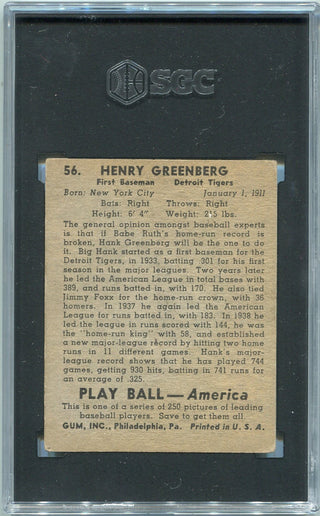 SGC
56. HENRY GREENBERG
First Baseman Detroit Tigers
Born: New York City January 1, 1911
Bats: Right Throws: Right
Height: 6' 4" Weight: 215 lbs.
The general opinion amongst baseball experts
is that if Babe Ruth's home-run record is
broken, Hank Greenberg will be the one to do
it. Big Hank started as a first baseman for the
Detroit Tigers in 1933, batting .301 for his first
season in the major leagues. Two years later
he led the American League in total bases with
389, and runs batted in, with 170. He also tied
Jimmy Foxx for the home-run crown, with 36
homers. In 1937 he again led the American
League for runs batted in, with 183. In 1938 he
led the league in runs scored with 144, he was
the "home-run king" with 58, and established
a new major-league record of hitting two home
runs in 11 different games. Hank's major-
league record shows that he has played 744
games, getting 930 hits, batting in 741 runs for
an average of .325.
PLAY BALL — America
This is one of a series of 250 pictures of leading
baseball players. Save to get them all.
GUM, INC., Philadelphia, Pa. Printed in U. S. A.